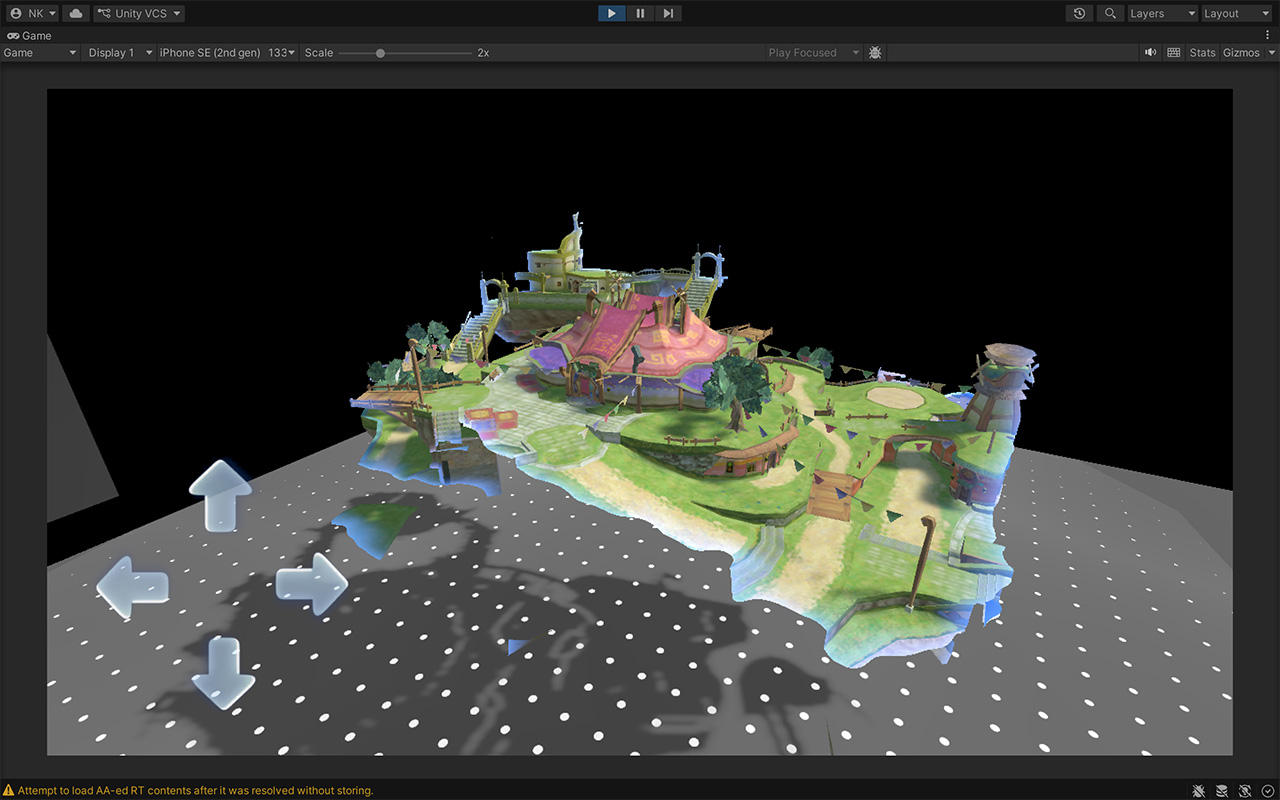 NK Unity VCS Layers Layout
Game
Game Display 1 iPhone SE (2nd gen) 133 Scale 2x Play Focused Stats Gizmos
Attempt to load AA-ed RT contents after it was resolved without storing.